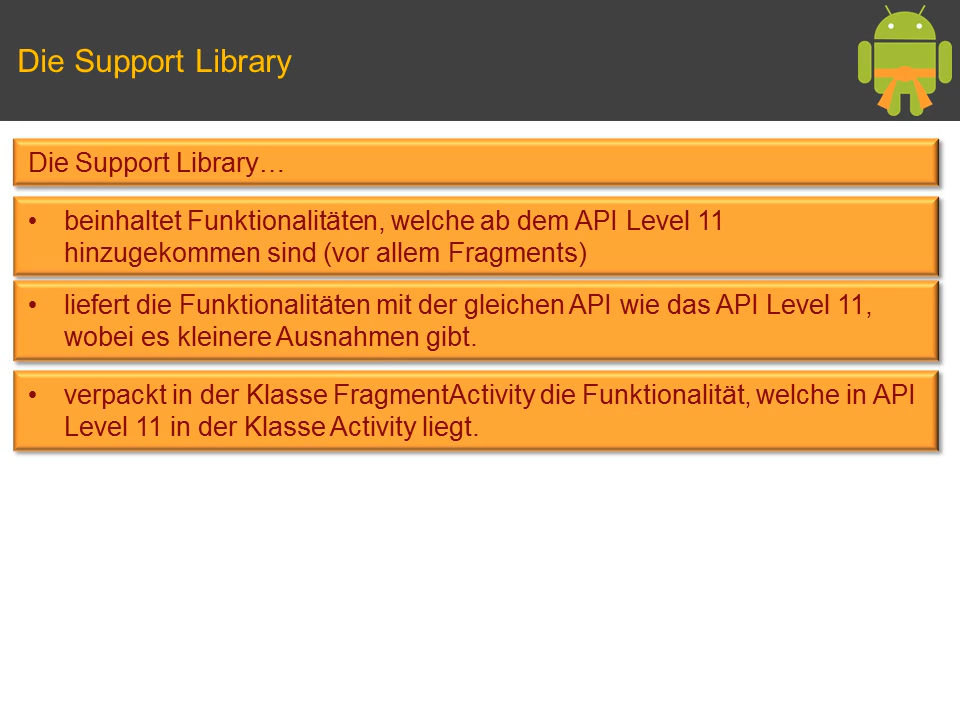 Die Support Library
Die Support Library…
• beinhaltet Funktionalitäten, welche ab dem API Level 11
hinzugekommen sind (vor allem Fragments)
• liefert die Funktionalitäten mit der gleichen API wie das API Level 11,
wobei es kleinere Ausnahmen gibt.
• verpackt in der Klasse FragmentActivity die Funktionalität, welche in API
Level 11 in der Klasse Activity liegt.